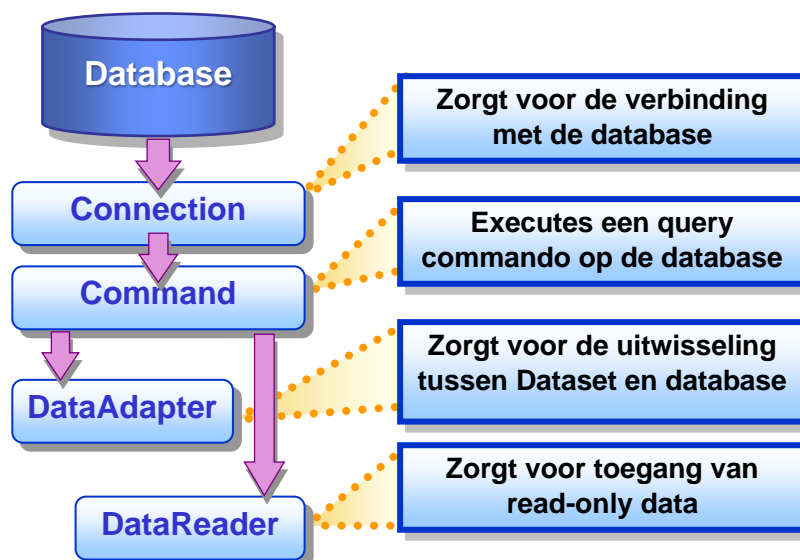 Database
Zorgt voor de verbinding
met de database
Connection
Executes een query
commando op de database
Command
Zorgt voor de uitwisseling
tussen Dataset en database
DataAdapter
Zorgt voor toegang van
read-only data
DataReader